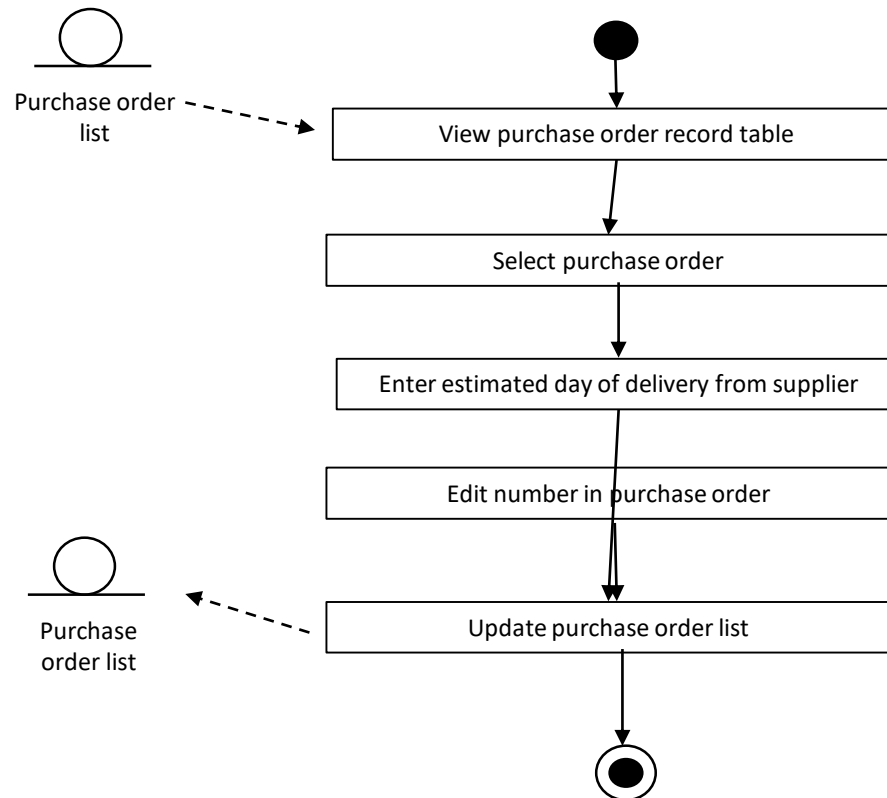 Purchase order
list
View purchase order record table
Select purchase order
Enter estimated day of delivery from supplier
Edit number in purchase order
Purchase
order list
Update purchase order list